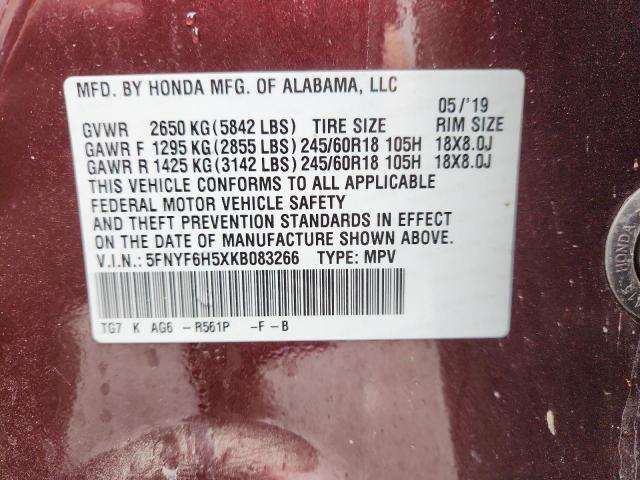 MFD. BY HONDA MFG. OF ALABAMA, LLC
05/'19
GVWR 2650 KG(5842 LBS) TIRE SIZE RIM SIZE
GAWR F 1295 KG(2855 LBS)245/60R18 105H 18X8.0J
GAWR R 1425 KG(3142 LBS)245/60R18 105H 18X8.0J
THIS VEHICLE CONFORMS TO ALL APPLICABLE
FEDERAL MOTOR VEHICLE SAFETY
AND THEFT PREVENTION STANDARDS IN EFFECT
ON THE DATE OF MANUFACTURE SHOWN ABOVE.
V.I.N.: 5FNYF6H5XKB083266 TYPE: MPV
TG7 K AG6 -R561P -F-B
HONDA